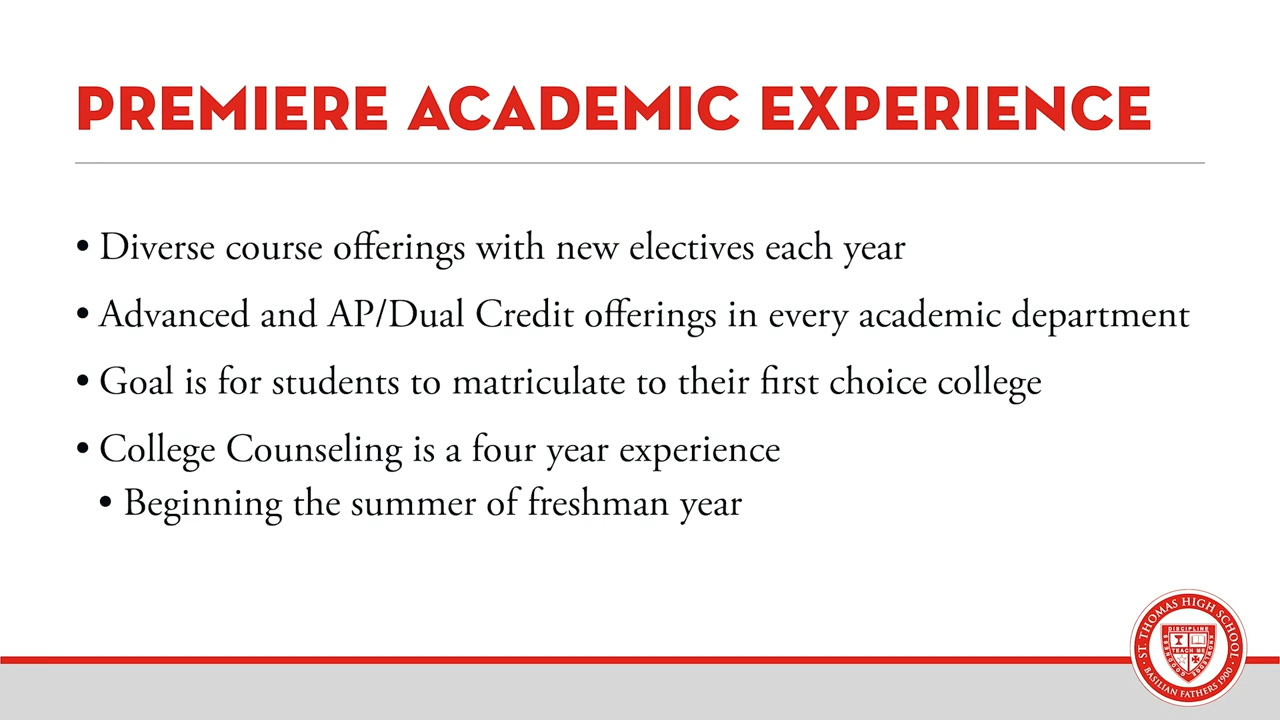 PREMIERE ACADEMIC EXPERIENCE
• Diverse course offerings with new electives each year
• Advanced and AP/Dual Credit offerings in every academic department
• Goal is for students to matriculate to their first choice college
• College Counseling is a four year experience
• Beginning the summer of freshman year
ST. THOMAS HIGH SCHOOL
DISCIPLINE
TEACH ME
GOODNESS
KNOWLEDGE
BASILIAN FATHERS 1900